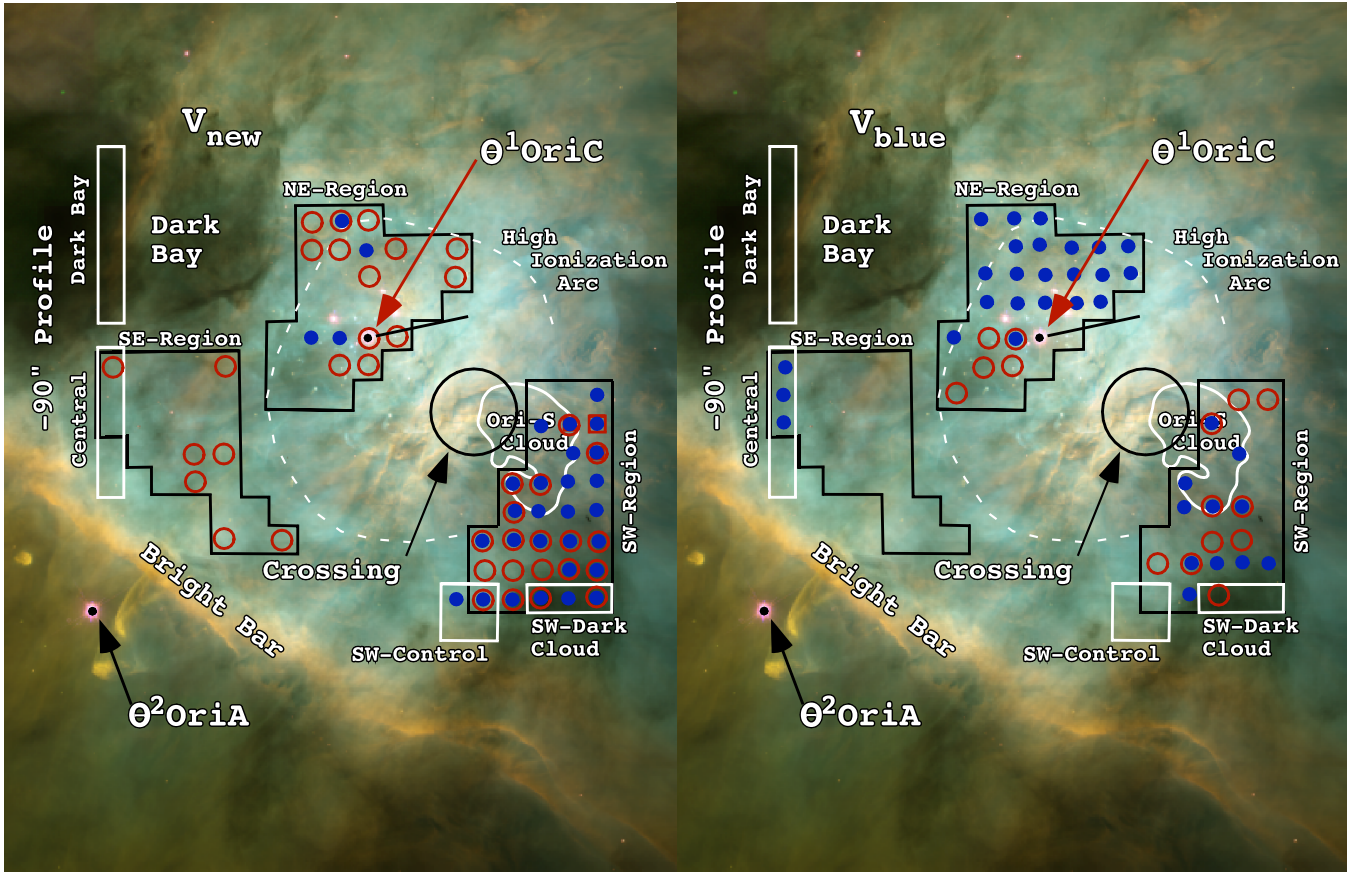 Vnew
θ1OriC
NE-Region
Dark Bay
Dark
Bay
High
Ionization
Arc
-90" Profile
SE-Region
Central
Ori-S
Cloud
SW-Region
Bright Bar
Crossing
SW-Dark
Cloud
SW-Control
θ2OriA
Vblue
θ1OriC
NE-Region
Dark Bay
Dark
Bay
High
Ionization
Arc
-90" Profile
SE-Region
Central
Ori-S
Cloud
SW-Region
Bright Bar
Crossing
SW-Dark
Cloud
SW-Control
θ2OriA